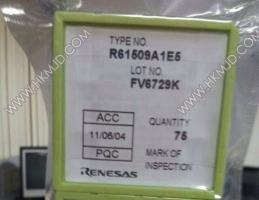 TYPE NO.
R61509A1E5
LOT NO.
FV6729K
ACC QUANTITY
11/06/04 75
PQC MARK OF
INSPECTION
RENESAS
WWW.HKMJD.COM
WWW.HKMJD.COM